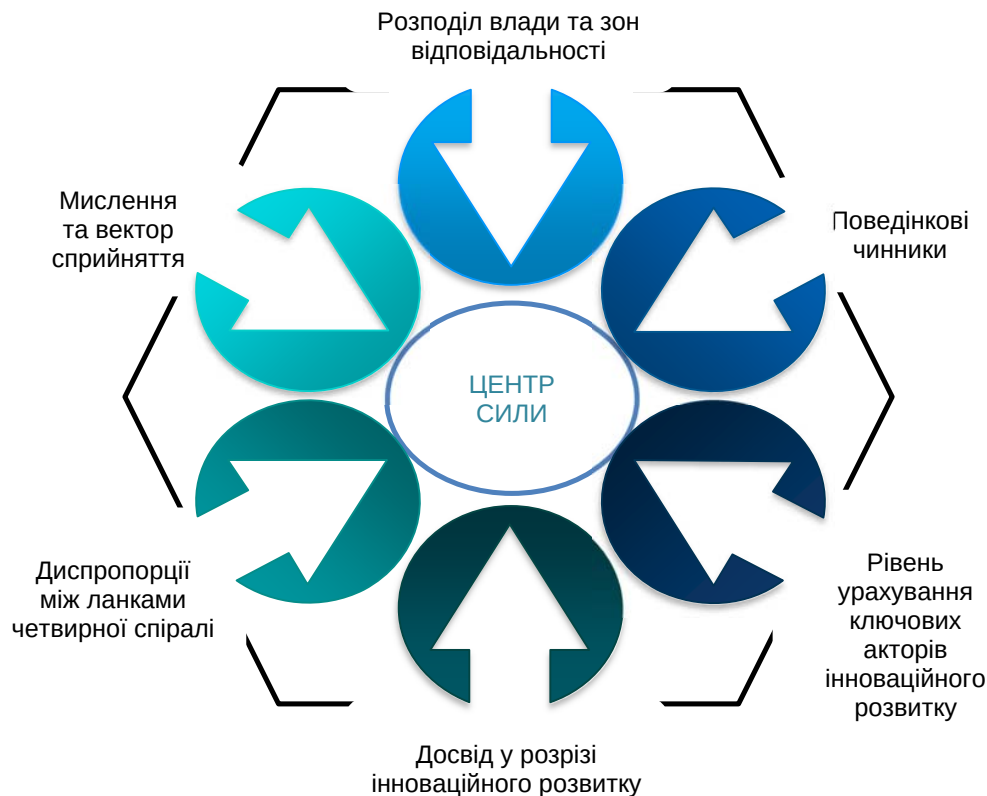 Розподіл влади та зон
відповідальності
Мислення
та вектор
сприйняття
Поведінкові
чинники
ЦЕНТР
СИЛИ
Диспропорції
між ланками
четвирної спіралі
Рівень
урахування
ключових
акторів
інноваційного
розвитку
Досвід у розрізі
інноваційного розвитку